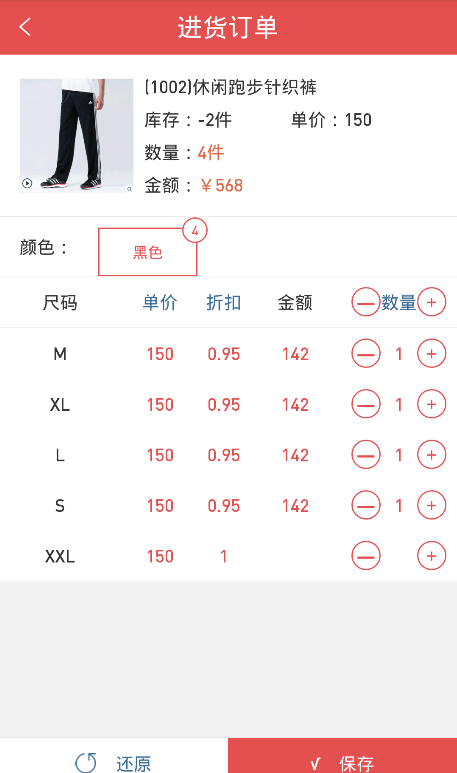 进货订单
(1002)休闲跑步针织裤
库存：-2件 单价：150
数量：4件
金额：￥568
颜色： 黑色 4
尺码 单价 折扣 金额 数量
M 150 0.95 142 1
XL 150 0.95 142 1
L 150 0.95 142 1
S 150 0.95 142 1
XXL 150 1
还原 √ 保存